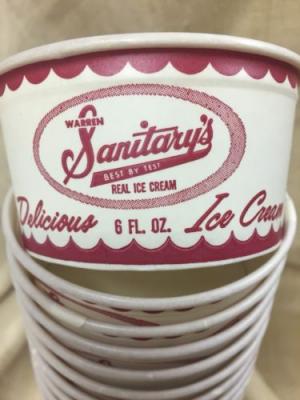 WARREN
Sanitary's
BEST BY TEST
REAL ICE CREAM
Delicious 6 FL. OZ. Ice Cream